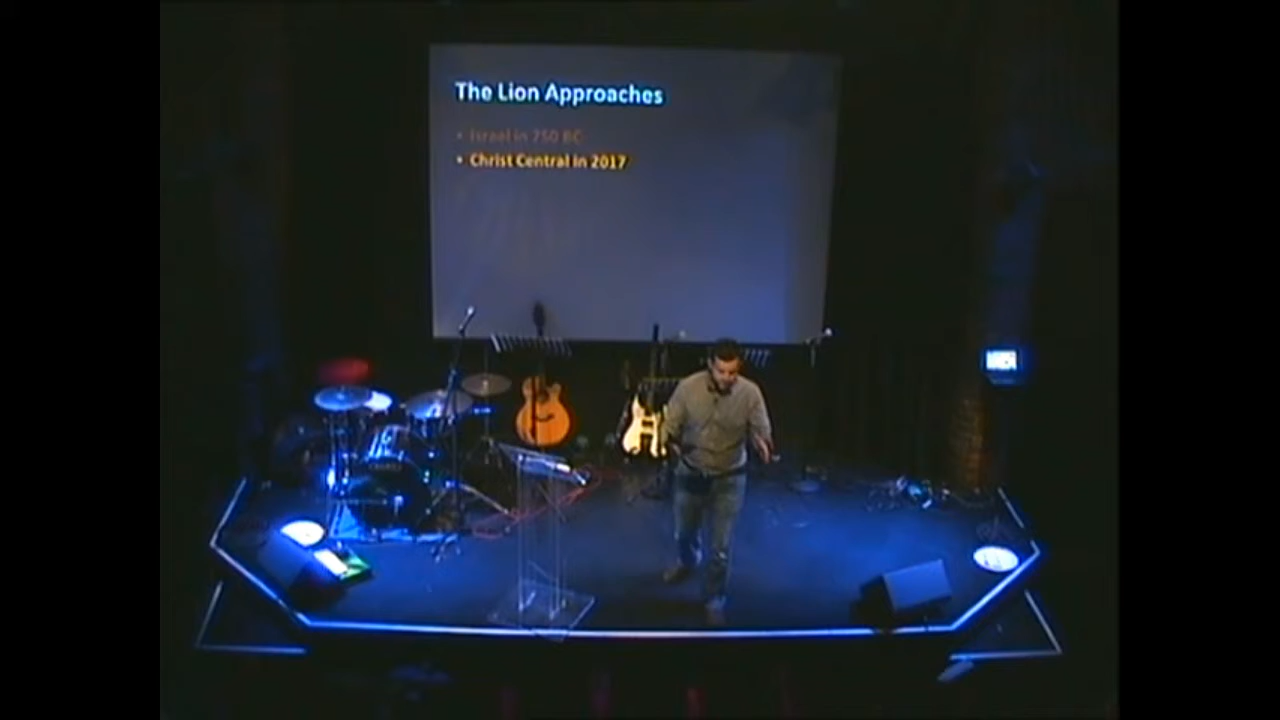 The Lion Approaches
• Israel in 750 BC
• Christ Central in 2017